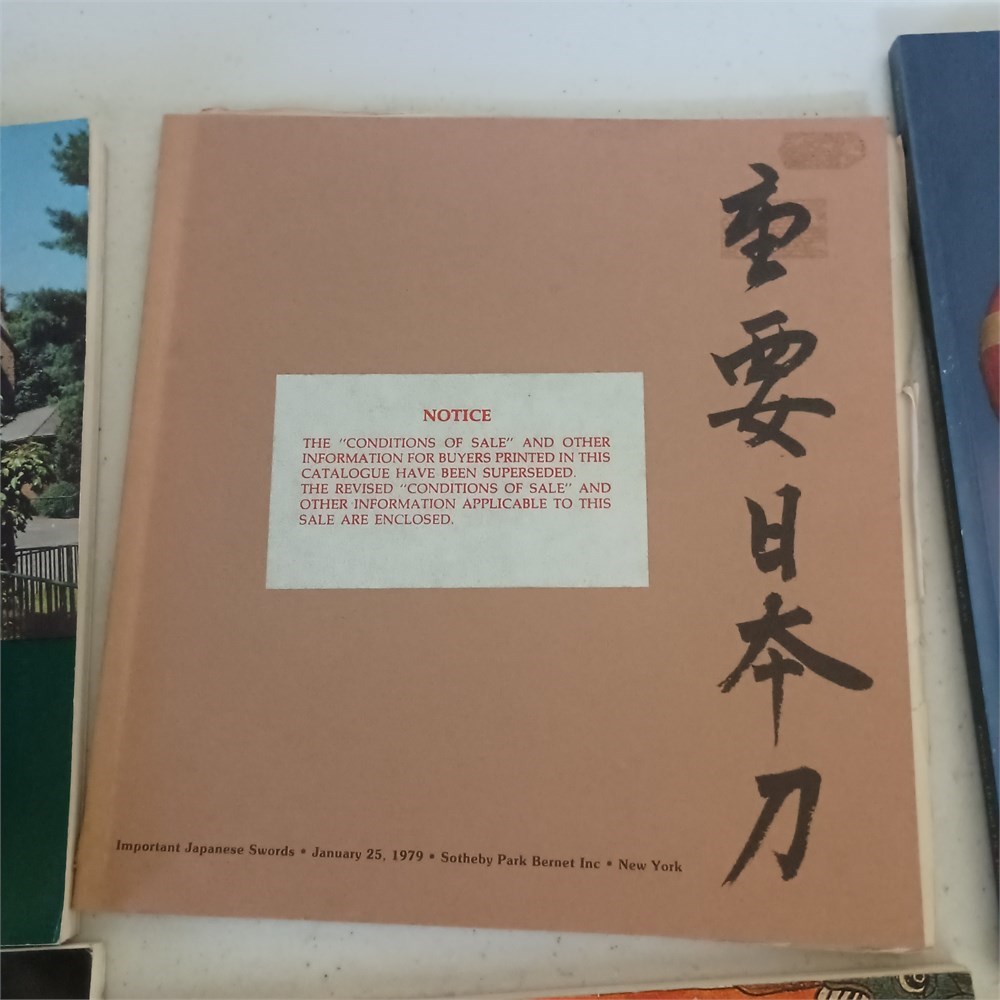 重要日本刀
NOTICE
THE "CONDITIONS OF SALE" AND OTHER
INFORMATION FOR BUYERS PRINTED IN THIS
CATALOGUE HAVE BEEN SUPERSEDED.
THE REVISED "CONDITIONS OF SALE" AND
OTHER INFORMATION APPLICABLE TO THIS
SALE ARE ENCLOSED.
Important Japanese Swords • January 25, 1979 • Sotheby Park Bernet Inc • New York